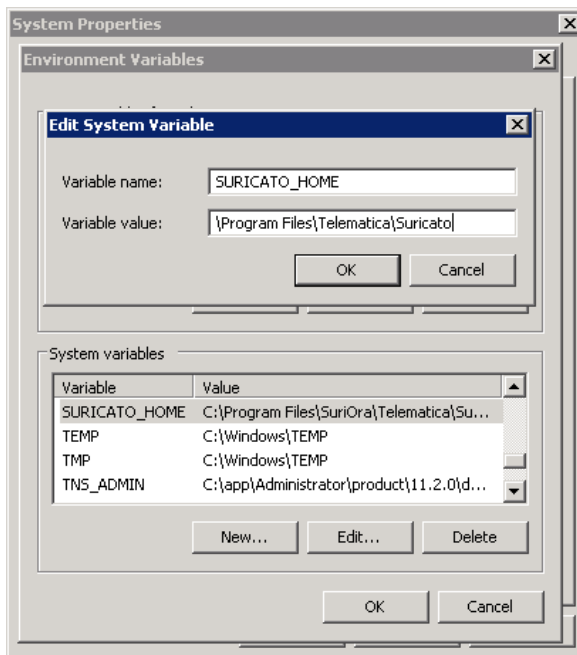 System Properties
Environment Variables
Edit System Variable
Variable name: SURICATO_HOME
Variable value: \Program Files\Telematica\Suricato
OK Cancel
System variables
Variable Value
SURICATO_HOME C:\Program Files\SuriOra\Telematica\Su...
TEMP C:\Windows\TEMP
TMP C:\Windows\TEMP
TNS_ADMIN C:\app\Administrator\product\11.2.0\d...
New... Edit... Delete
OK Cancel